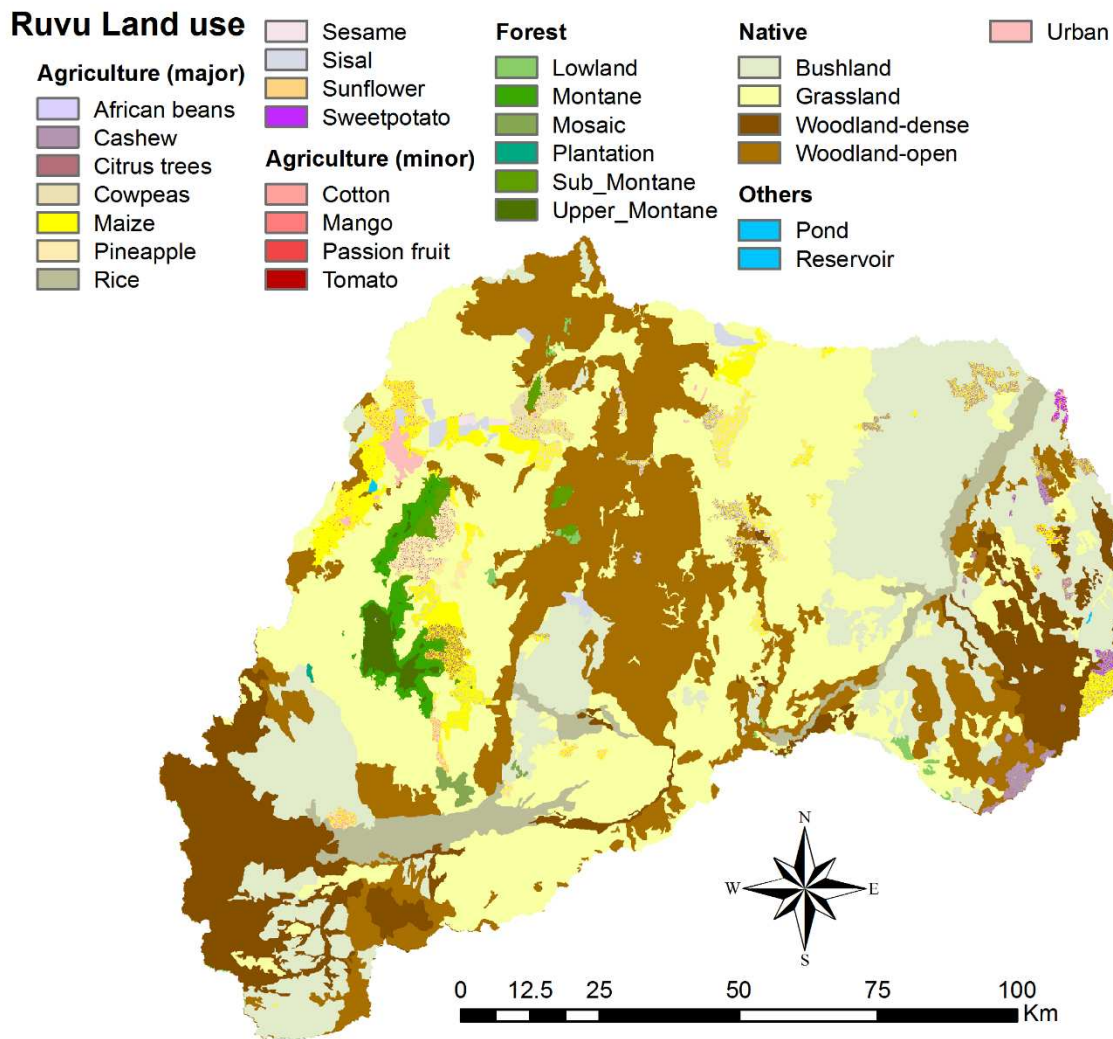 Ruvu Land use
Agriculture (major)
African beans
Cashew
Citrus trees
Cowpeas
Maize
Pineapple
Rice
Sesame
Sisal
Sunflower
Sweetpotato
Agriculture (minor)
Cotton
Mango
Passion fruit
Tomato
Forest
Lowland
Montane
Mosaic
Plantation
Sub_Montane
Upper_Montane
Native
Bushland
Grassland
Woodland-dense
Woodland-open
Others
Pond
Reservoir
Urban
N
W E
S
0 12.5 25 50 75 100
Km